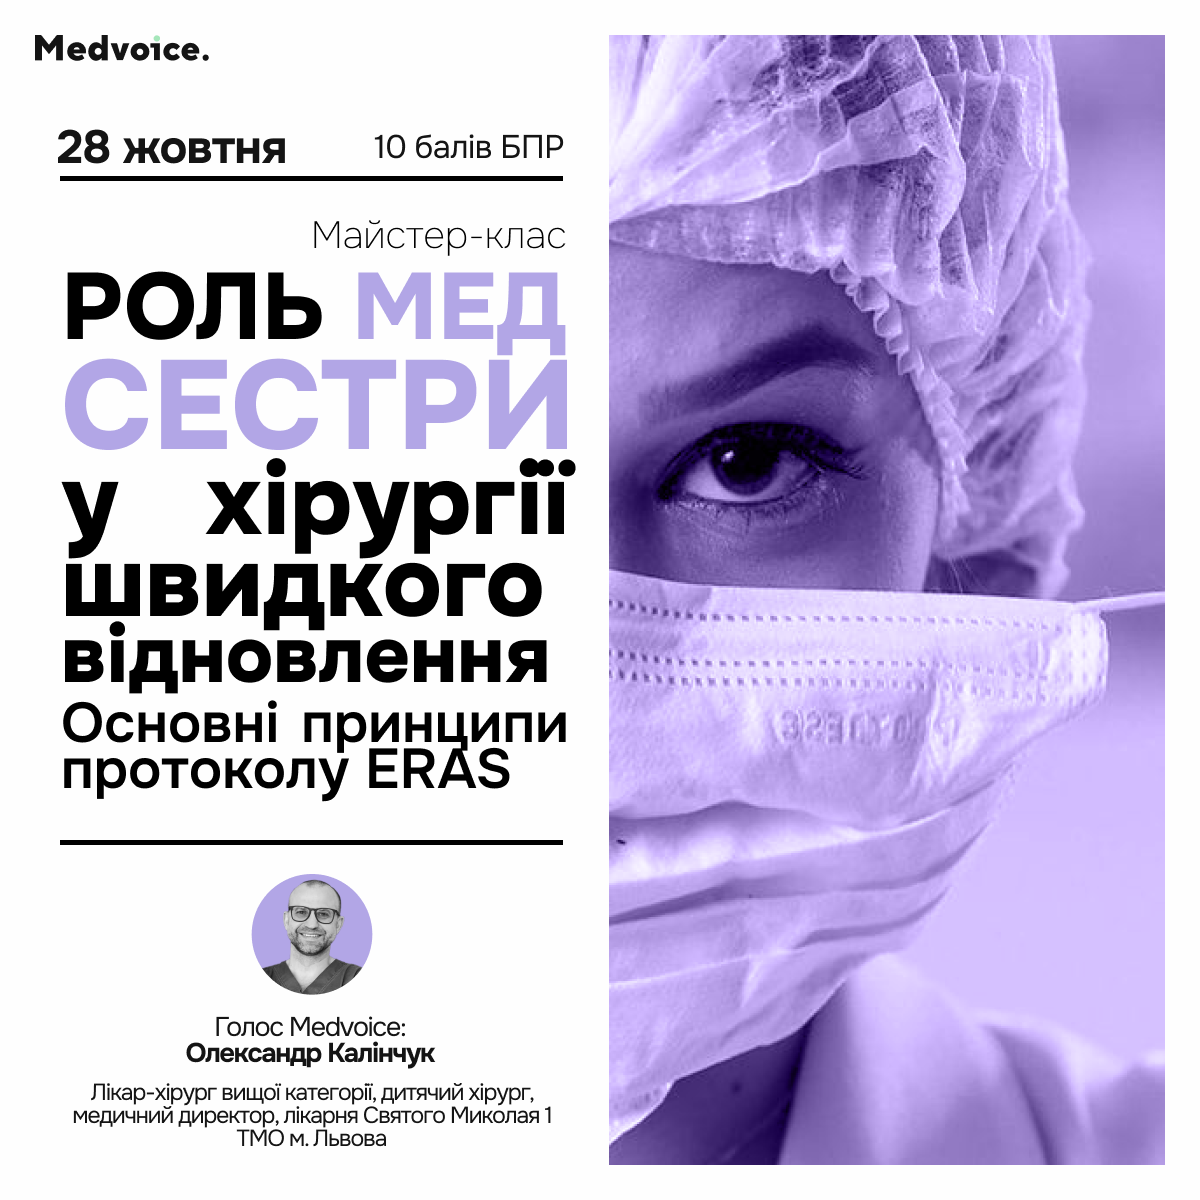 Medvoice.
28 жовтня
10 балів БПР
Майстер-клас
РОЛЬ МЕД
СЕСТРИ
у хірургії
швидкого
відновлення
Основні принципи
протоколу ERAS
Голос Medvoice:
Олександр Калінчук
Лікар-хірург вищої категорії, дитячий хірург,
медичний директор, лікарня Святого Миколая 1
ТМО м. Львова